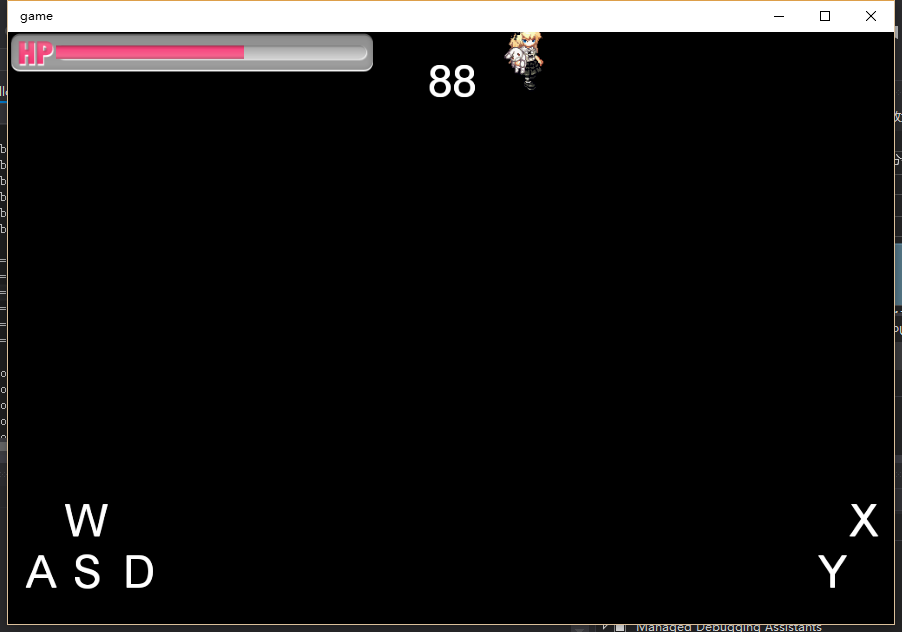 game
HP
88
W
A S D
X
Y
Managed Debugging Assistants